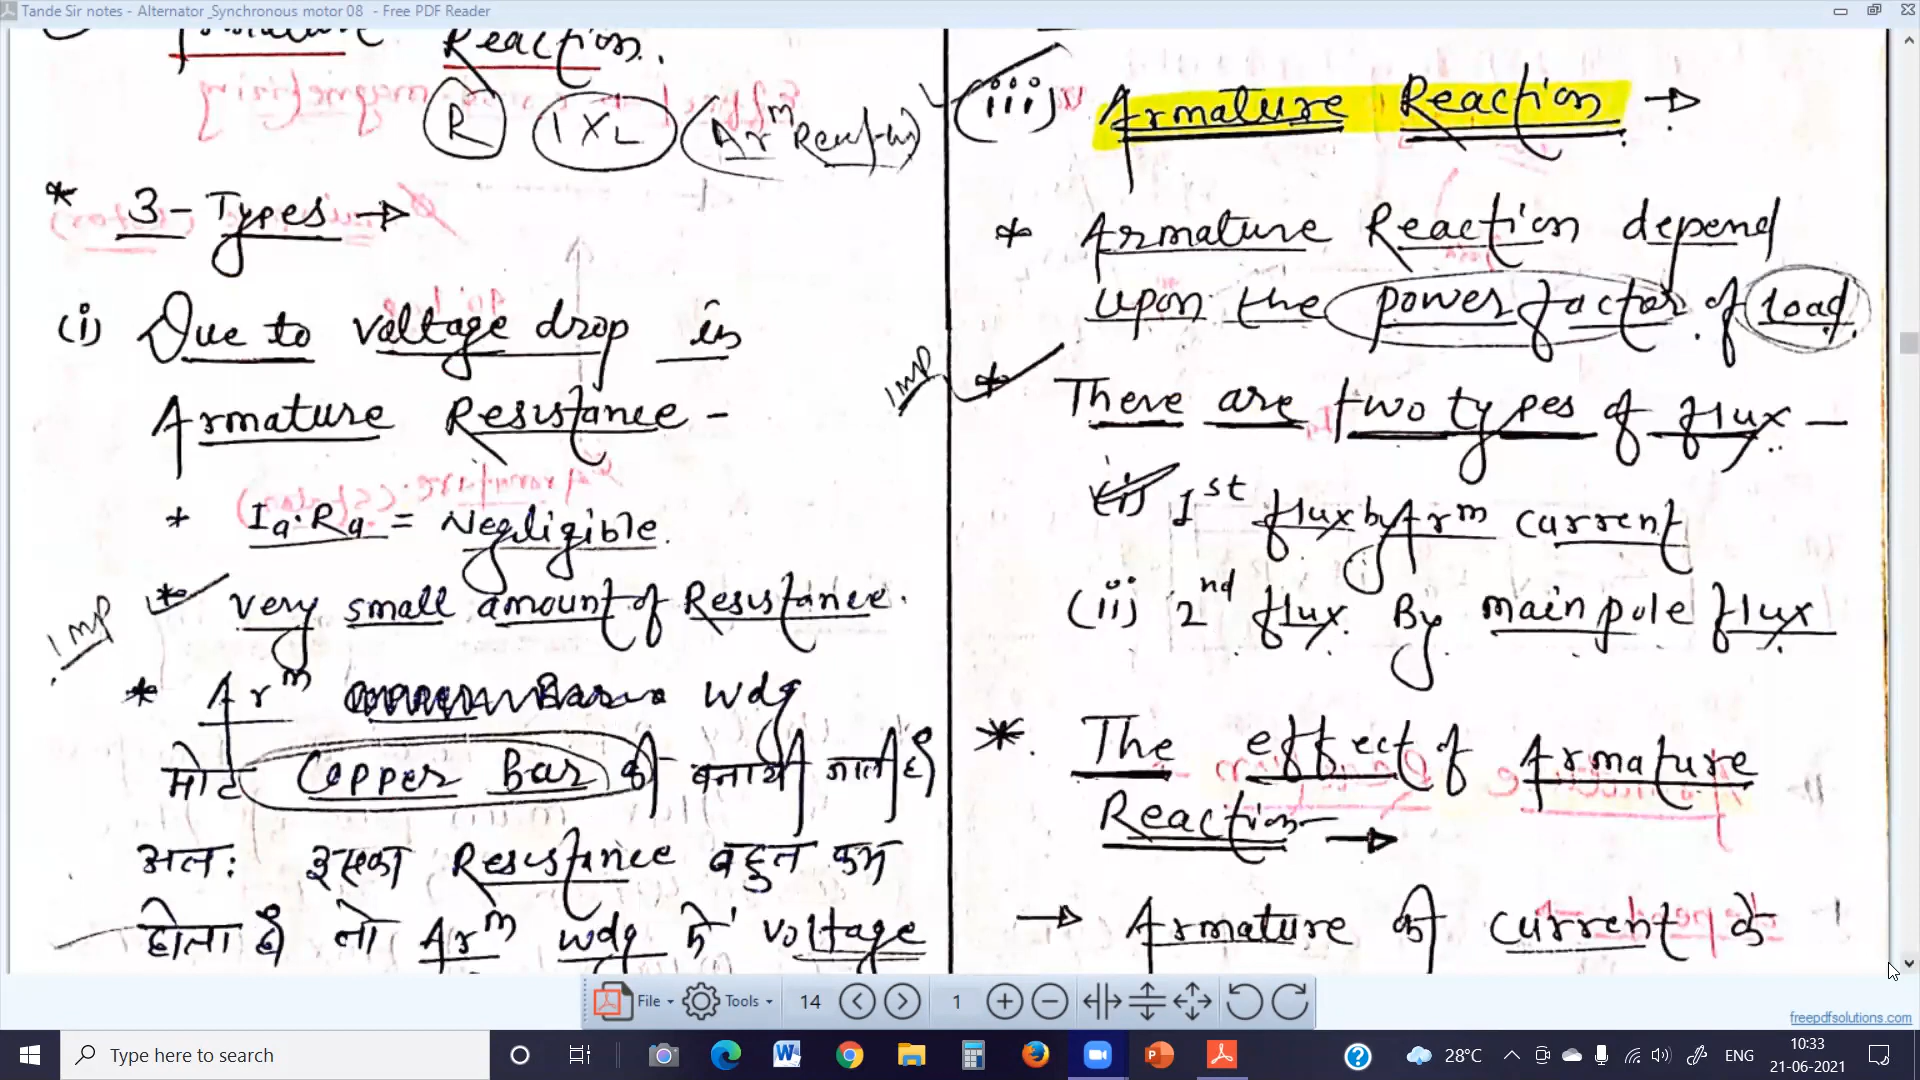 Tande Sir notes - Alternator _Synchronous motor 08 - Free PDF Reader
Reaction.
R IXL (Arm Reac-tion)
* 3- Types →
(i) Due to voltage drop in
Armature Resistance -
* Ia.Ra = Negligible.
Imp * very small amount of Resistance.
* Arm Wdg
मोटे Copper Bar की बनायी जाती है
अतः इसका Resistance बहुत कम
होता है तो Arm wdg में voltage
(iii) Armature Reaction →
* Armature Reaction depend
upon the power factor of load.
Imp * There are two types of flux -
(i) 1st flux by Arm current
(ii) 2nd flux. By main pole flux
* The effect of Armature
Reaction →
→ Armature की current के
File Tools 14 1
freepdfsolutions.com
Type here to search
28°C ENG 10:33
21-06-2021